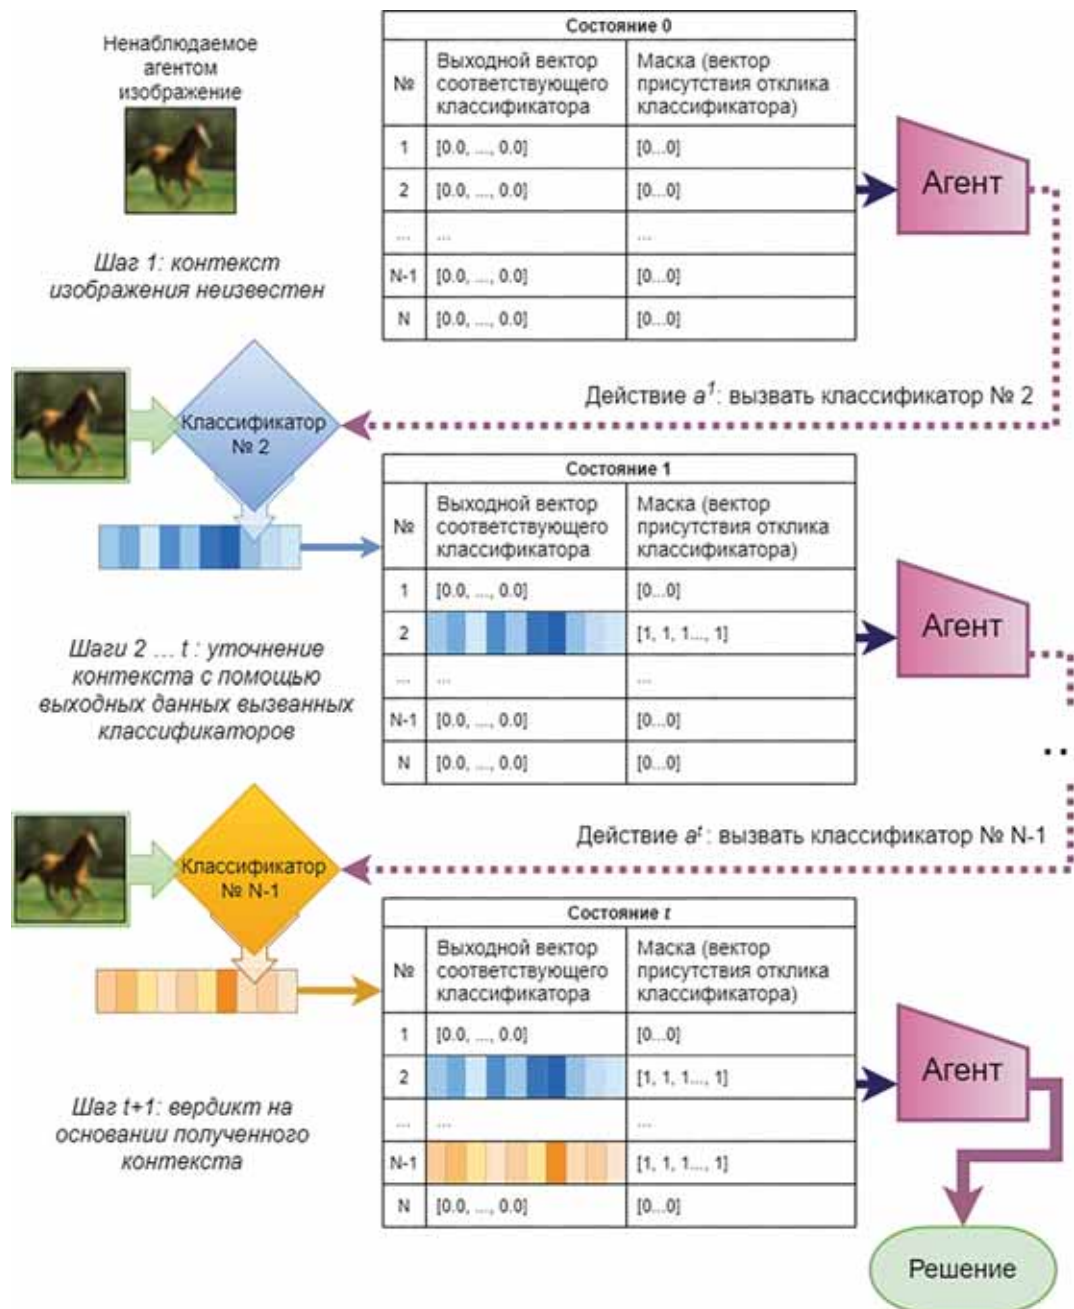 Ненаблюдаемое
агентом
изображение
Шаг 1: контекст
изображения неизвестен
Состояние 0
№ Выходной вектор соответствующего классификатора Маска (вектор присутствия отклика классификатора)
1 [0.0, ..., 0.0] [0...0]
2 [0.0, ..., 0.0] [0...0]
... ... ...
N-1 [0.0, ..., 0.0] [0...0]
N [0.0, ..., 0.0] [0...0]
Агент
Действие a¹: вызвать классификатор № 2
Классификатор
№ 2
Состояние 1
№ Выходной вектор соответствующего классификатора Маска (вектор присутствия отклика классификатора)
1 [0.0, ..., 0.0] [0...0]
2 [1, 1, 1..., 1]
... ... ...
N-1 [0.0, ..., 0.0] [0...0]
N [0.0, ..., 0.0] [0...0]
Агент
Шаги 2 ... t : уточнение
контекста с помощью
выходных данных вызванных
классификаторов
..
Действие aᵗ : вызвать классификатор № N-1
Классификатор
№ N-1
Состояние t
№ Выходной вектор соответствующего классификатора Маска (вектор присутствия отклика классификатора)
1 [0.0, ..., 0.0] [0...0]
2 [1, 1, 1..., 1]
... ... ...
N-1 [1, 1, 1..., 1]
N [0.0, ..., 0.0] [0...0]
Агент
Шаг t+1: вердикт на
основании полученного
контекста
Решение